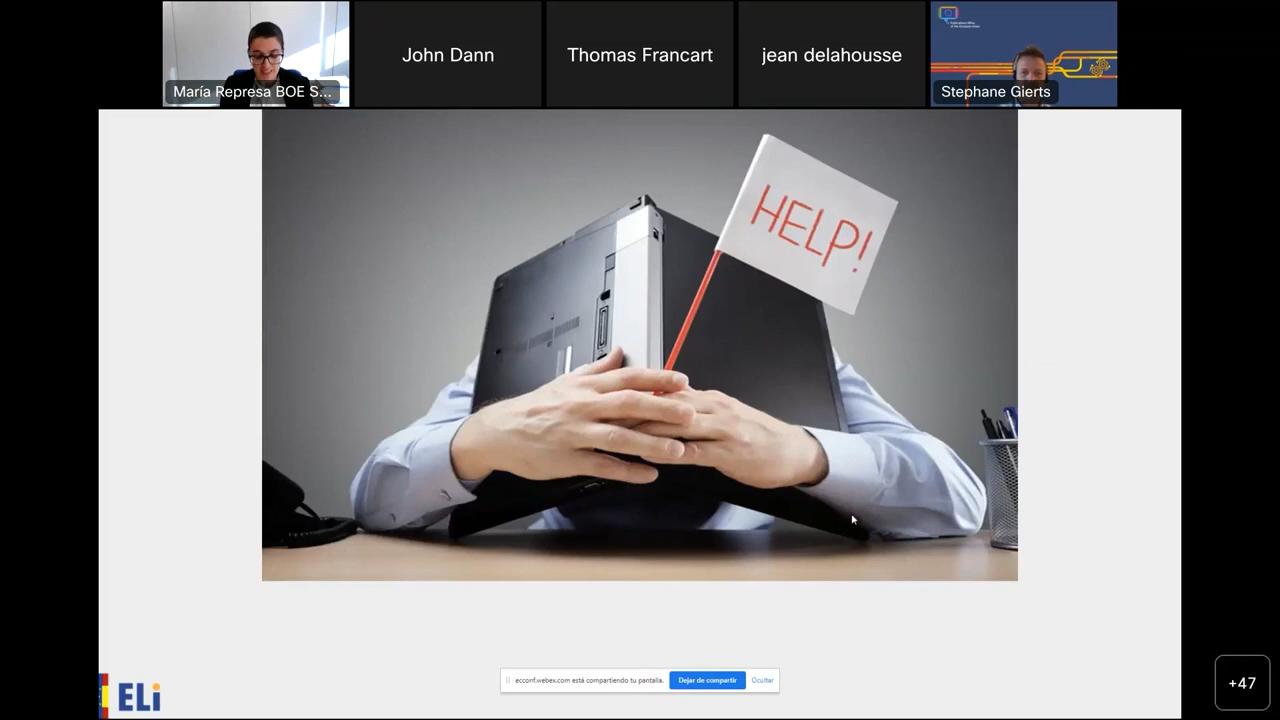 María Represa BOE S...
John Dann
Thomas Francart
jean delahousse
Stephane Gierts
HELP!
ELi
ecconf.webex.com está compartiendo tu pantalla.
Dejar de compartir
Ocultar
+47